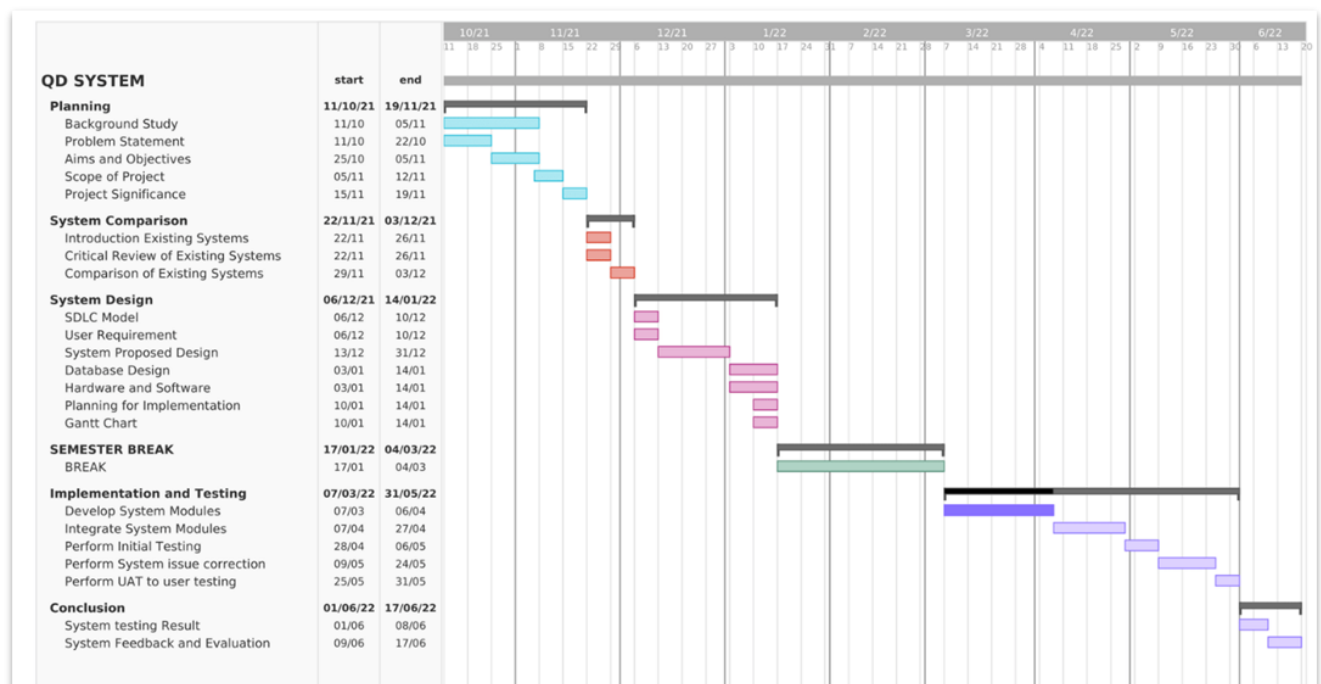 10/21 11/21 12/21 1/22 2/22 3/22 4/22 5/22 6/22
11 18 25 1 8 15 22 29 6 13 20 27 3 10 17 24 31 7 14 21 28 7 14 21 28 4 11 18 25 2 9 16 23 30 6 13 20
QD SYSTEM start end
Planning 11/10/21 19/11/21
Background Study 11/10 05/11
Problem Statement 11/10 22/10
Aims and Objectives 25/10 05/11
Scope of Project 05/11 12/11
Project Significance 15/11 19/11
System Comparison 22/11/21 03/12/21
Introduction Existing Systems 22/11 26/11
Critical Review of Existing Systems 22/11 26/11
Comparison of Existing Systems 29/11 03/12
System Design 06/12/21 14/01/22
SDLC Model 06/12 10/12
User Requirement 06/12 10/12
System Proposed Design 13/12 31/12
Database Design 03/01 14/01
Hardware and Software 03/01 14/01
Planning for Implementation 10/01 14/01
Gantt Chart 10/01 14/01
SEMESTER BREAK 17/01/22 04/03/22
BREAK 17/01 04/03
Implementation and Testing 07/03/22 31/05/22
Develop System Modules 07/03 06/04
Integrate System Modules 07/04 27/04
Perform Initial Testing 28/04 06/05
Perform System issue correction 09/05 24/05
Perform UAT to user testing 25/05 31/05
Conclusion 01/06/22 17/06/22
System testing Result 01/06 08/06
System Feedback and Evaluation 09/06 17/06